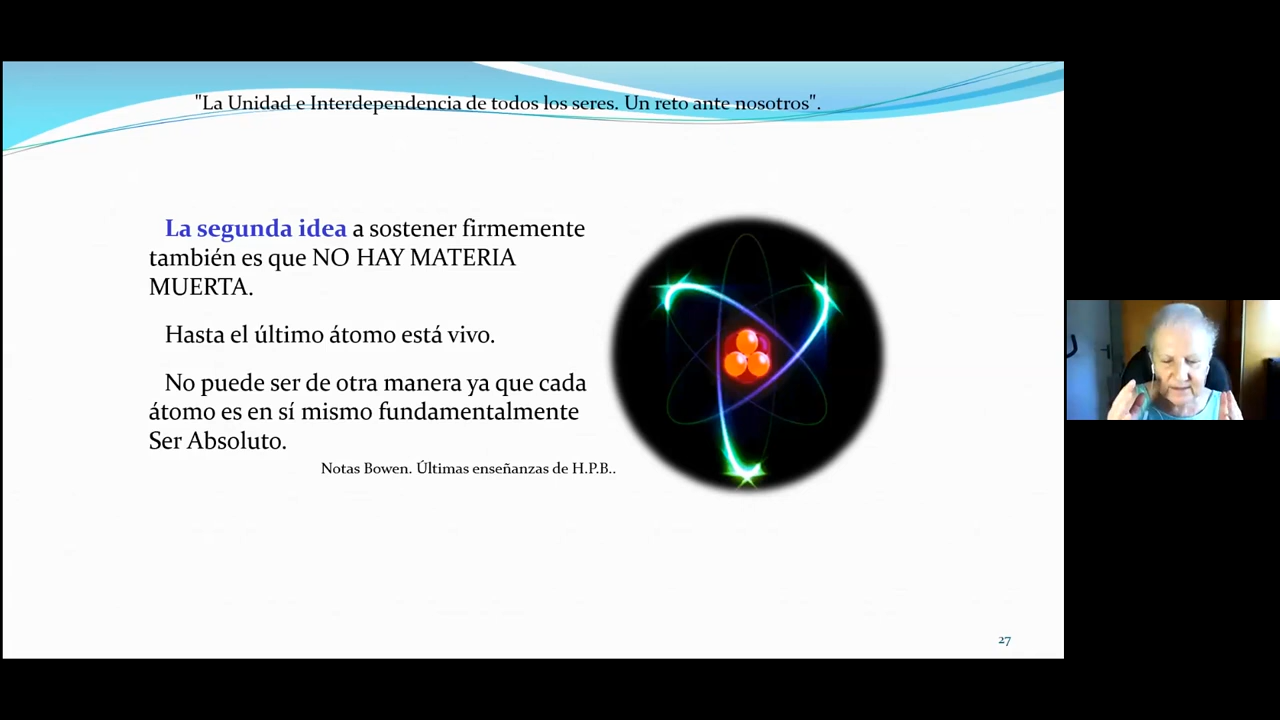 "La Unidad e Interdependencia de todos los seres. Un reto ante nosotros".
La segunda idea a sostener firmemente
también es que NO HAY MATERIA
MUERTA.
Hasta el último átomo está vivo.
No puede ser de otra manera ya que cada
átomo es en sí mismo fundamentalmente
Ser Absoluto.
Notas Bowen. Últimas enseñanzas de H.P.B..
27